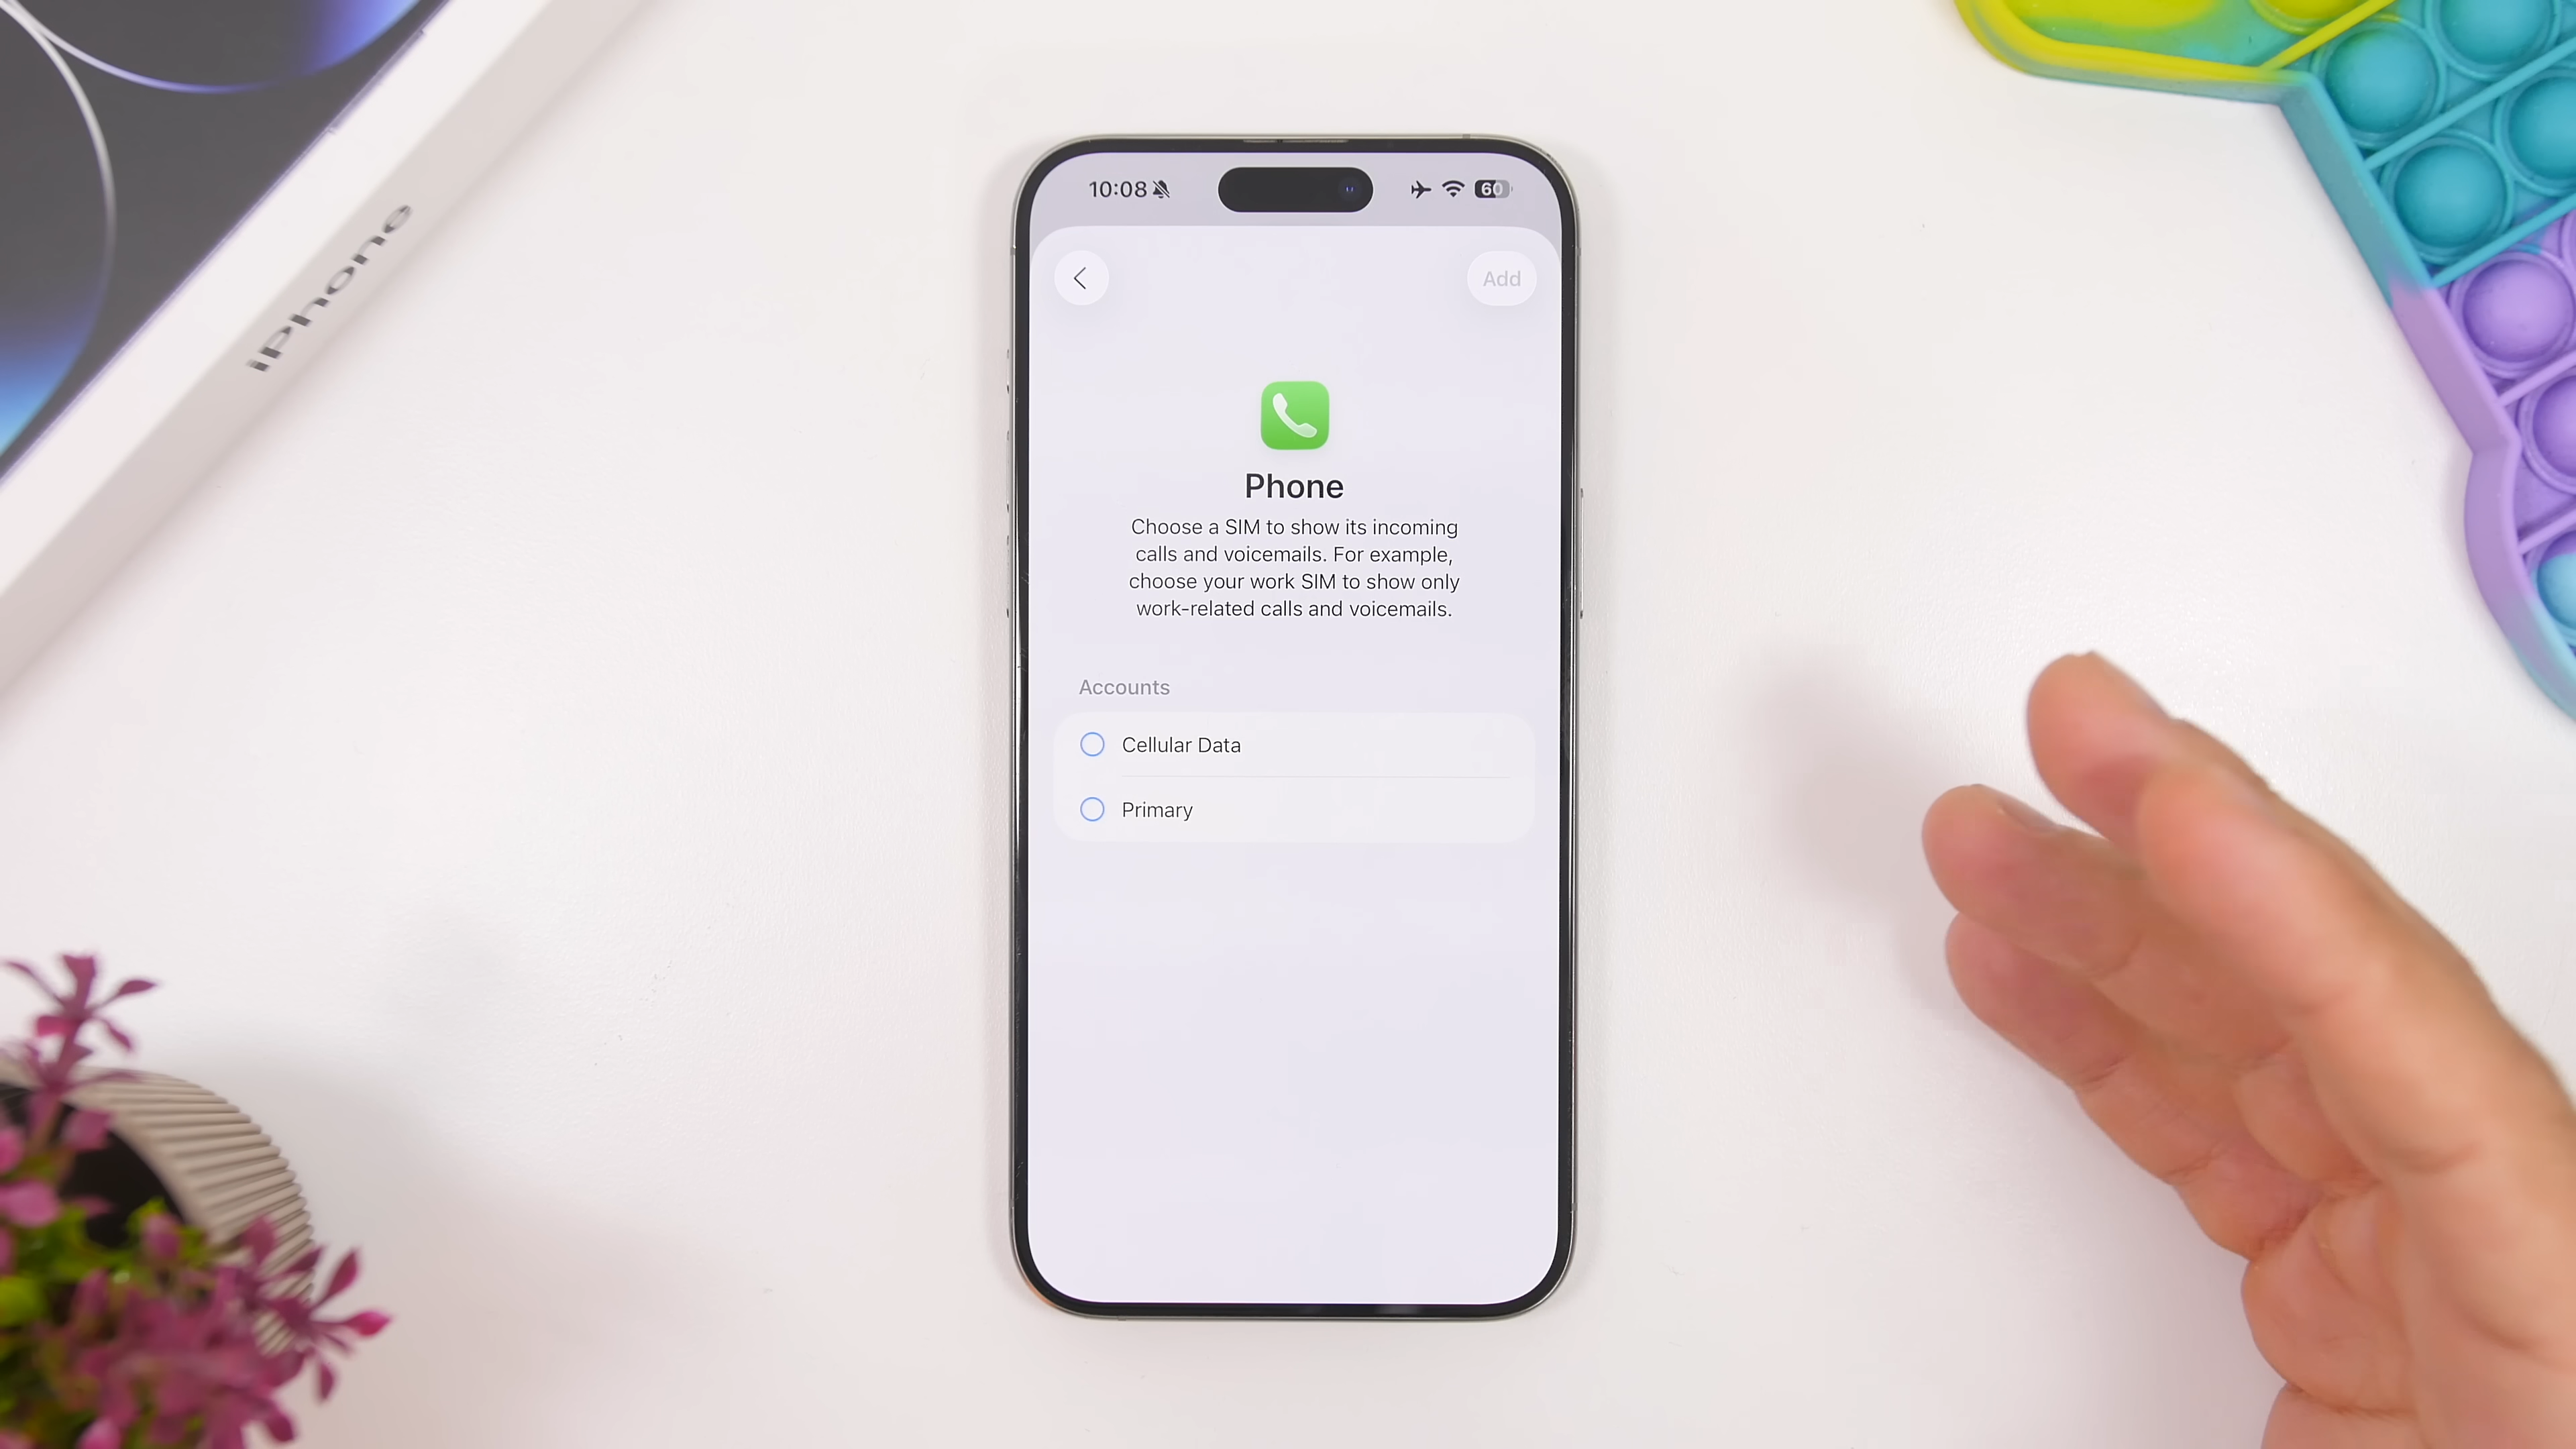 iPhone
10:08
60
Add
Phone
Choose a SIM to show its incoming
calls and voicemails. For example,
choose your work SIM to show only
work-related calls and voicemails.
Accounts
Cellular Data
Primary